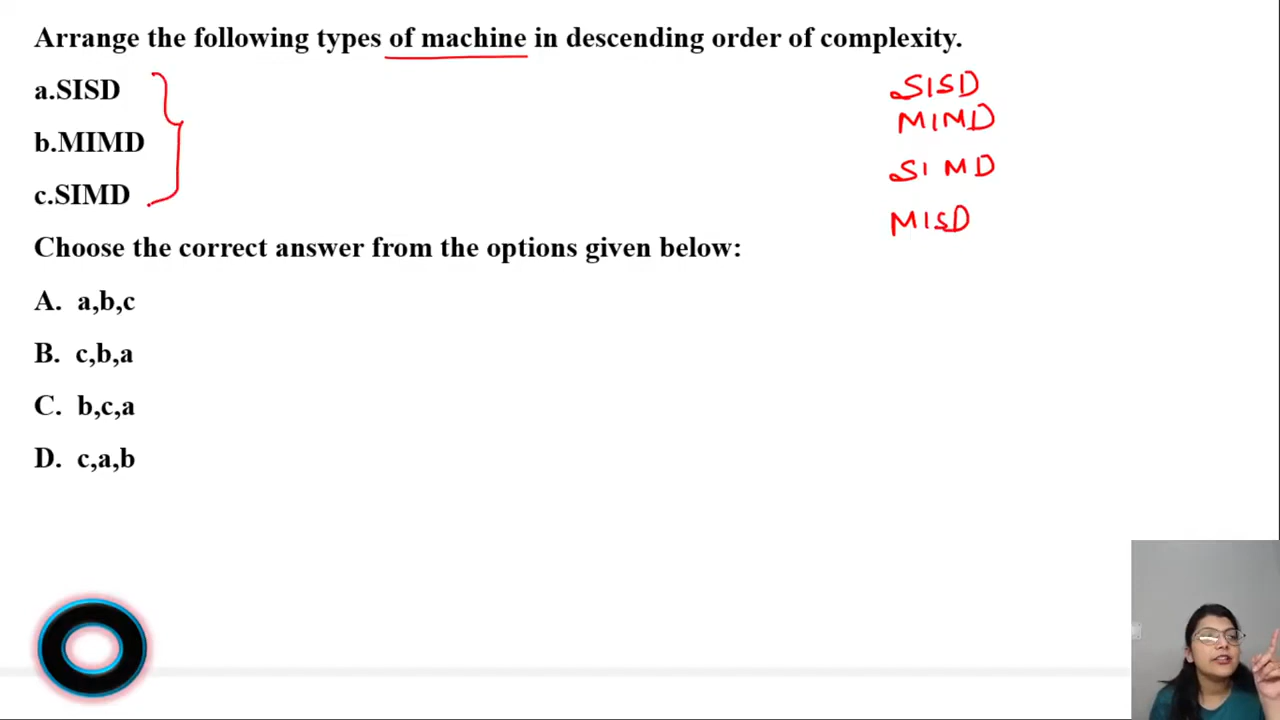 Arrange the following types of machine in descending order of complexity.
a.SISD
b.MIMD
c.SIMD
SISD
MIMD
SIMD
MISD
Choose the correct answer from the options given below:
A. a,b,c
B. c,b,a
C. b,c,a
D. c,a,b